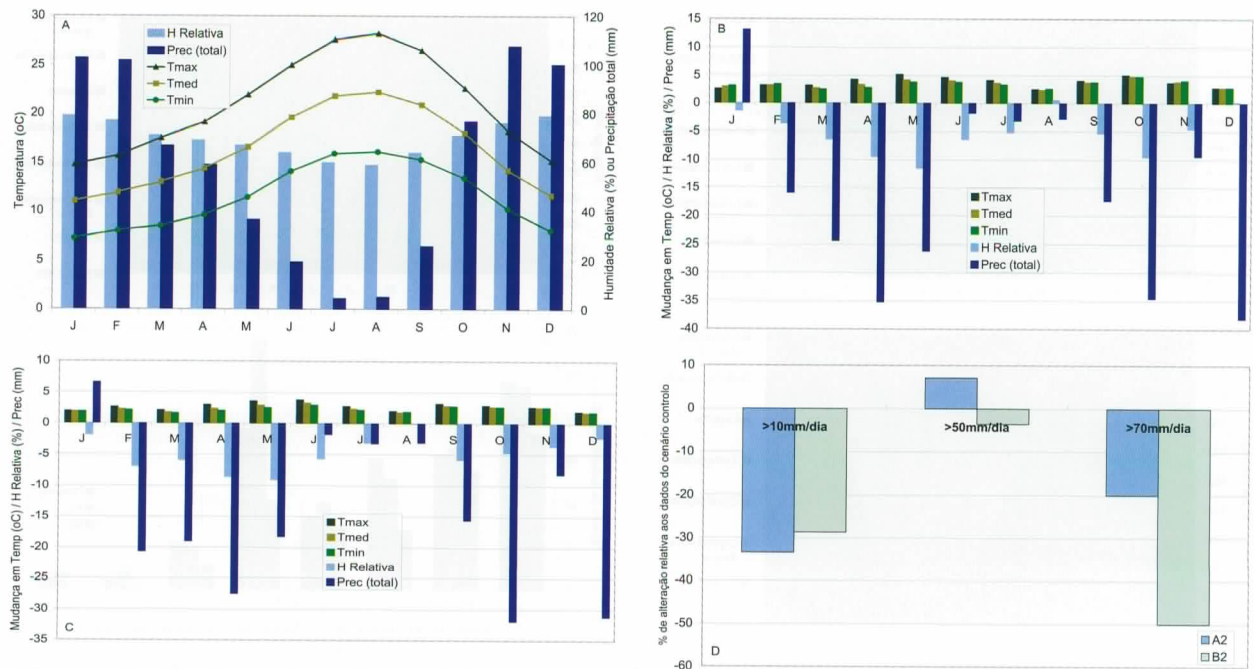 A
Temperatura (oC)
30
25
20
15
10
5
0
H Relativa
Prec (total)
Tmax
Tmed
Tmin
120
100
80
60
40
20
0
Humidade Relativa (%) ou Precipitação total (mm)
J F M A M J J A S O N D
B
Mudança em Temp (oC) / H Relativa (%) / Prec (mm)
15
10
5
0
-5
-10
-15
-20
-25
-30
-35
-40
J F M A M J J A S O N D
Tmax
Tmed
Tmin
H Relativa
Prec (total)
C
Mudança em Temp (oC) / H Relativa (%) / Prec (mm)
10
5
0
-5
-10
-15
-20
-25
-30
-35
J F M A M J J A S O N D
Tmax
Tmed
Tmin
H Relativa
Prec (total)
D
% de alteração relativa aos dados do cenário controlo
10
0
-10
-20
-30
-40
-50
-60
>10mm/dia >50mm/dia >70mm/dia
A2
B2